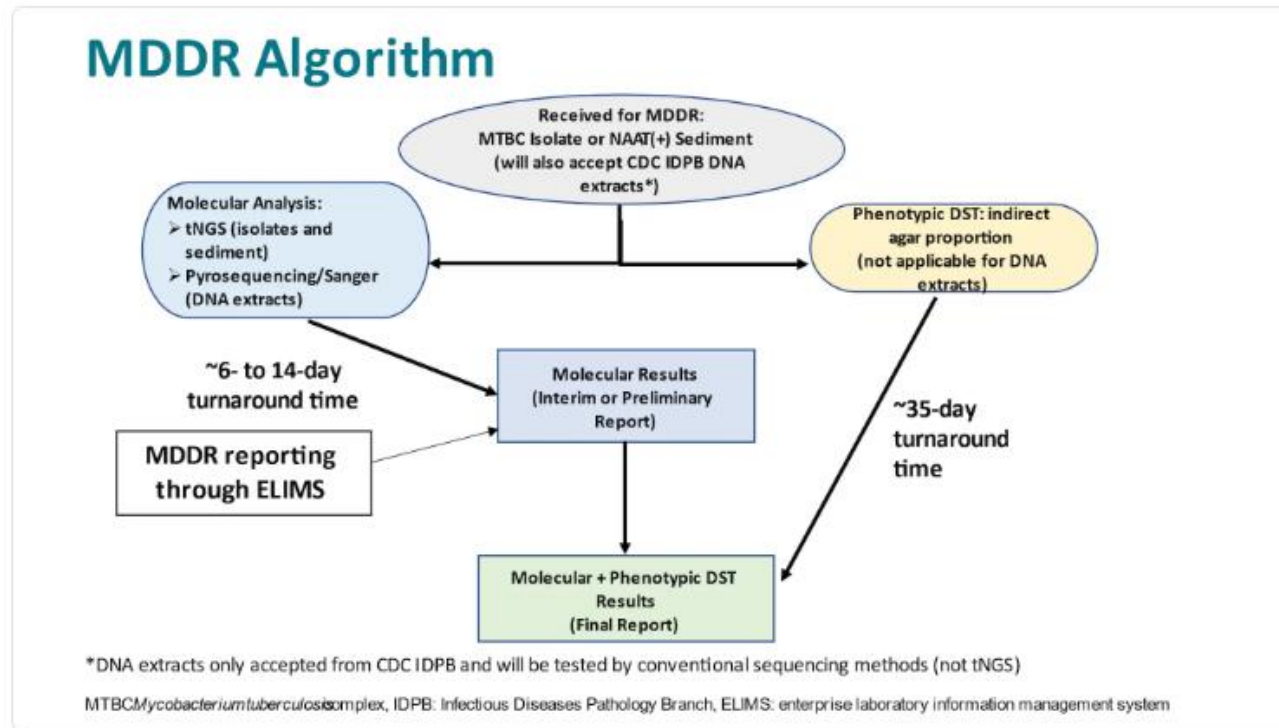 MDDR Algorithm
Received for MDDR:
MTBC Isolate or NAAT(+) Sediment
(will also accept CDC IDPB DNA
extracts*)
Molecular Analysis:
➢ tNGS (isolates and
sediment)
➢ Pyrosequencing/Sanger
(DNA extracts)
Phenotypic DST: indirect
agar proportion
(not applicable for DNA
extracts)
~6- to 14-day
turnaround time
Molecular Results
(Interim or Preliminary
Report)
~35-day
turnaround
time
MDDR reporting
through ELIMS
Molecular + Phenotypic DST
Results
(Final Report)
*DNA extracts only accepted from CDC IDPB and will be tested by conventional sequencing methods (not tNGS)
MTBCMycobacteriumtuberculosisomplex, IDPB: Infectious Diseases Pathology Branch, ELIMS: enterprise laboratory information management system